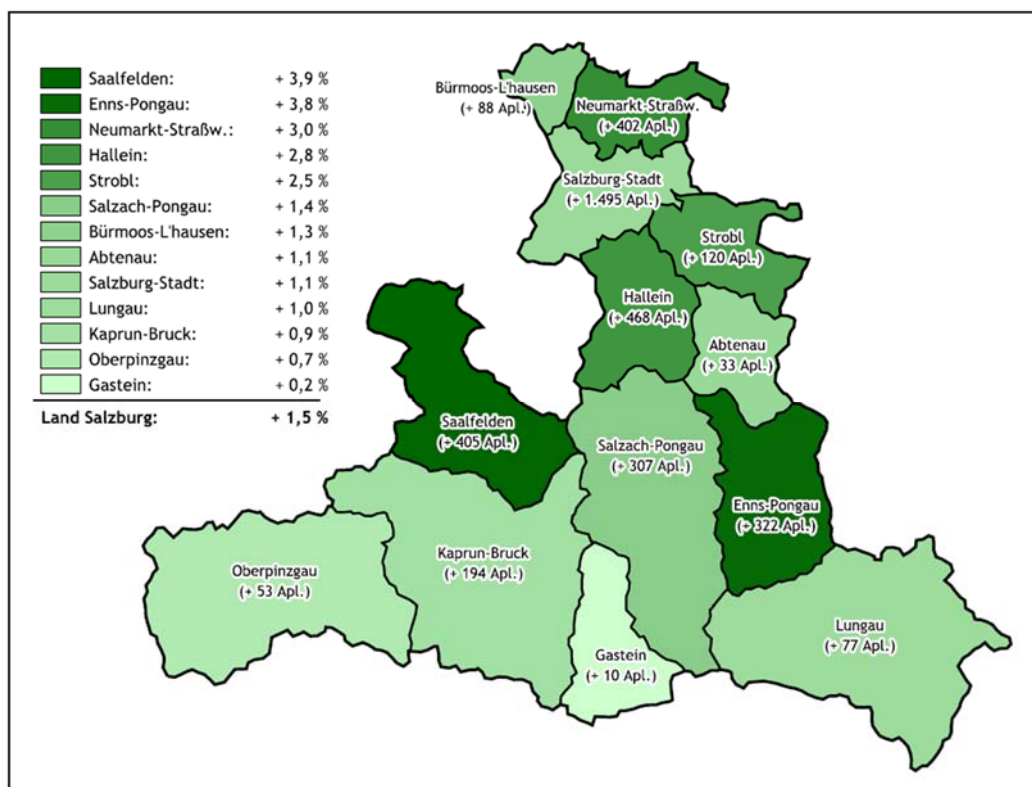 Saalfelden: + 3,9 %
Enns-Pongau: + 3,8 %
Neumarkt-Straßw.: + 3,0 %
Hallein: + 2,8 %
Strobl: + 2,5 %
Salzach-Pongau: + 1,4 %
Bürmoos-L'hausen: + 1,3 %
Abtenau: + 1,1 %
Salzburg-Stadt: + 1,1 %
Lungau: + 1,0 %
Kaprun-Bruck: + 0,9 %
Oberpinzgau: + 0,7 %
Gastein: + 0,2 %
Land Salzburg: + 1,5 %
Bürmoos-L'hausen
(+ 88 Apl.)
Neumarkt-Straßw.
(+ 402 Apl.)
Salzburg-Stadt
(+ 1.495 Apl.)
Strobl
(+ 120 Apl.)
Hallein
(+ 468 Apl.)
Abtenau
(+ 33 Apl.)
Saalfelden
(+ 405 Apl.)
Salzach-Pongau
(+ 307 Apl.)
Enns-Pongau
(+ 322 Apl.)
Kaprun-Bruck
(+ 194 Apl.)
Oberpinzgau
(+ 53 Apl.)
Lungau
(+ 77 Apl.)
Gastein
(+ 10 Apl.)